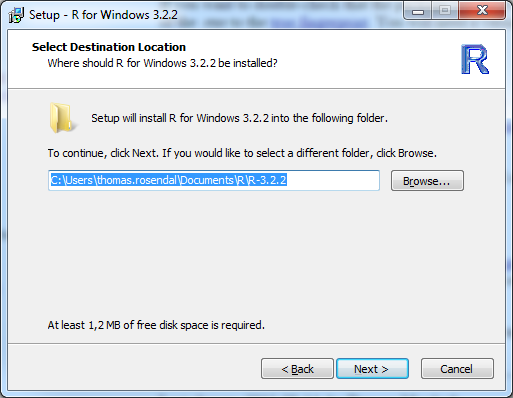 Setup - R for Windows 3.2.2
Select Destination Location
Where should R for Windows 3.2.2 be installed?
R
Setup will install R for Windows 3.2.2 into the following folder.
To continue, click Next. If you would like to select a different folder, click Browse.
C:\Users\thomas.rosendal\Documents\R\R-3.2.2
Browse...
At least 1,2 MB of free disk space is required.
< Back
Next >
Cancel